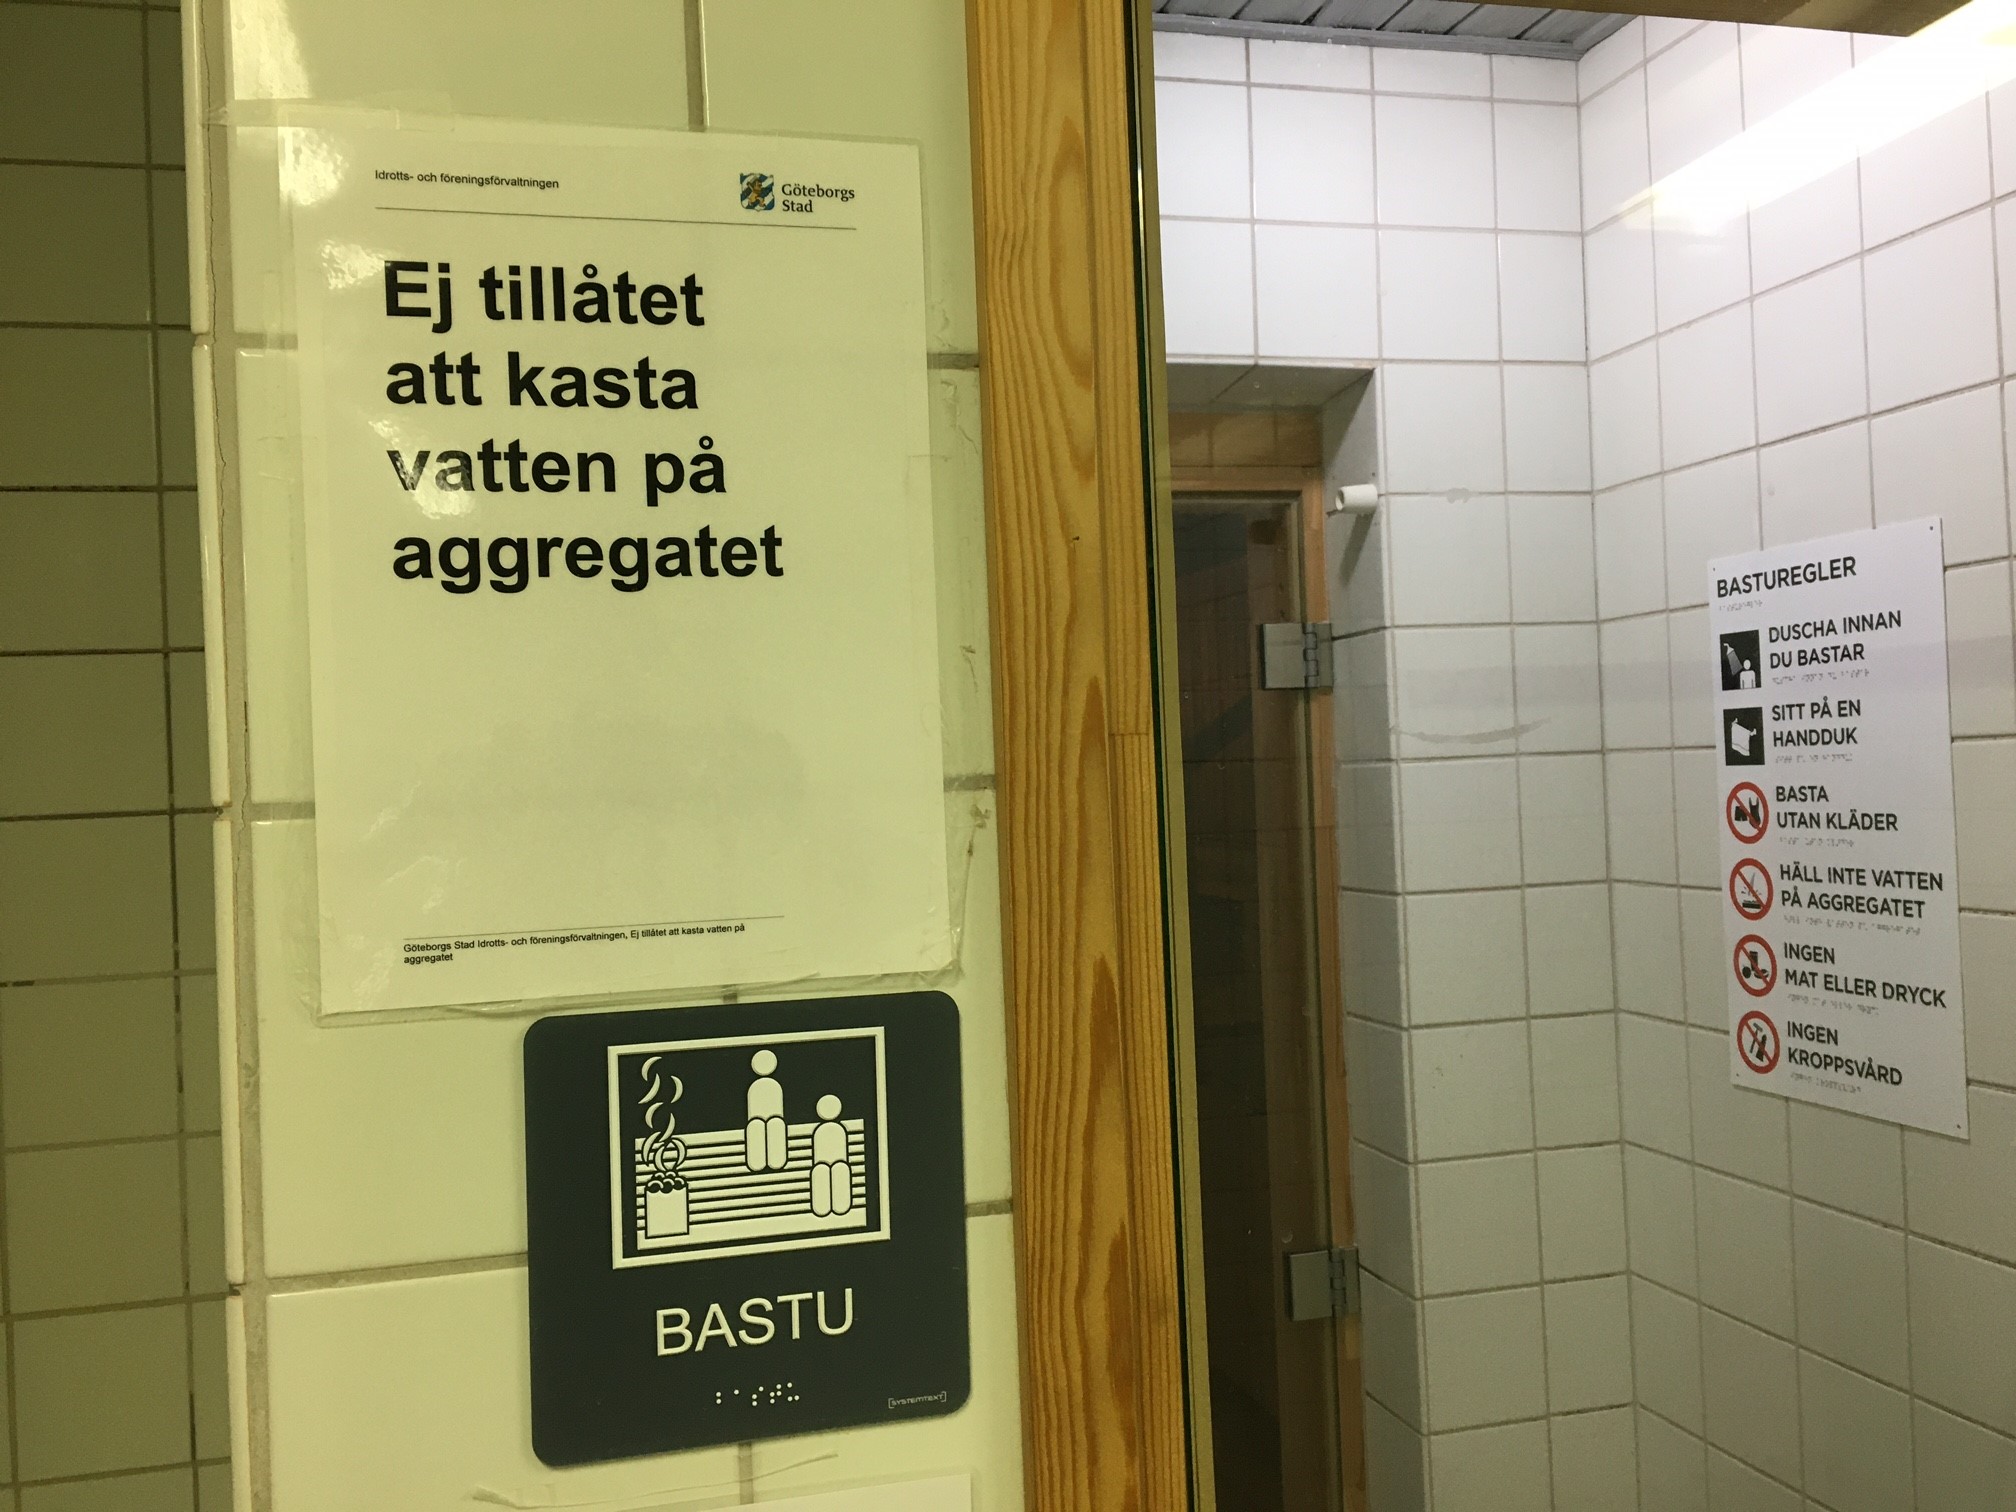 Idrotts- och föreningsförvaltningen
Göteborgs
Stad
Ej tillåtet
att kasta
vatten på
aggregatet
Göteborgs Stad Idrotts- och föreningsförvaltningen, Ej tillåtet att kasta vatten på
aggregatet
BASTU
[SYSTEMTEXT]
BASTUREGLER
DUSCHA INNAN
DU BASTAR
SITT PÅ EN
HANDDUK
BASTA
UTAN KLÄDER
HÄLL INTE VATTEN
PÅ AGGREGATET
INGEN
MAT ELLER DRYCK
INGEN
KROPPSVÅRD